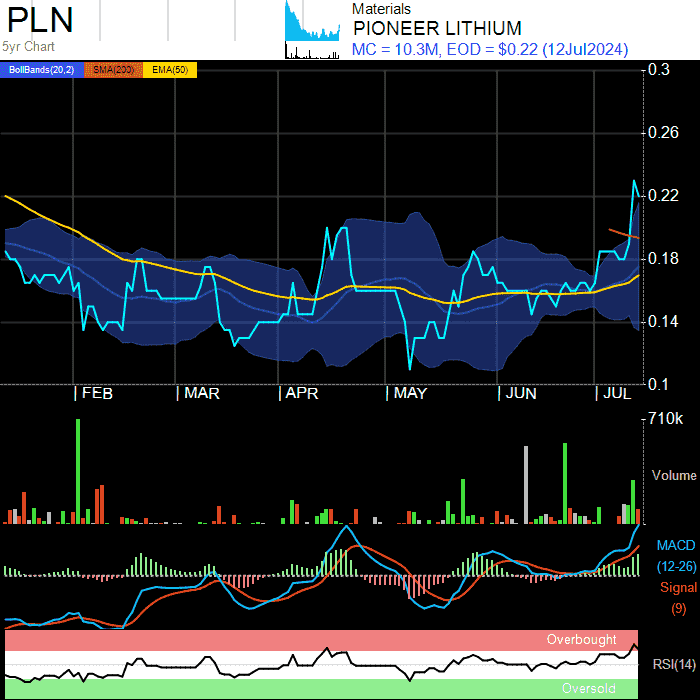 PLN
5yr Chart
Materials
PIONEER LITHIUM
MC = 10.3M, EOD = $0.22 (12Jul2024)
BollBands(20,2) SMA(200) EMA(50)
0.3
0.26
0.22
0.18
0.14
0.1
FEB MAR APR MAY JUN JUL
710k
Volume
MACD
(12-26)
Signal
(9)
Overbought
RSI(14)
Oversold